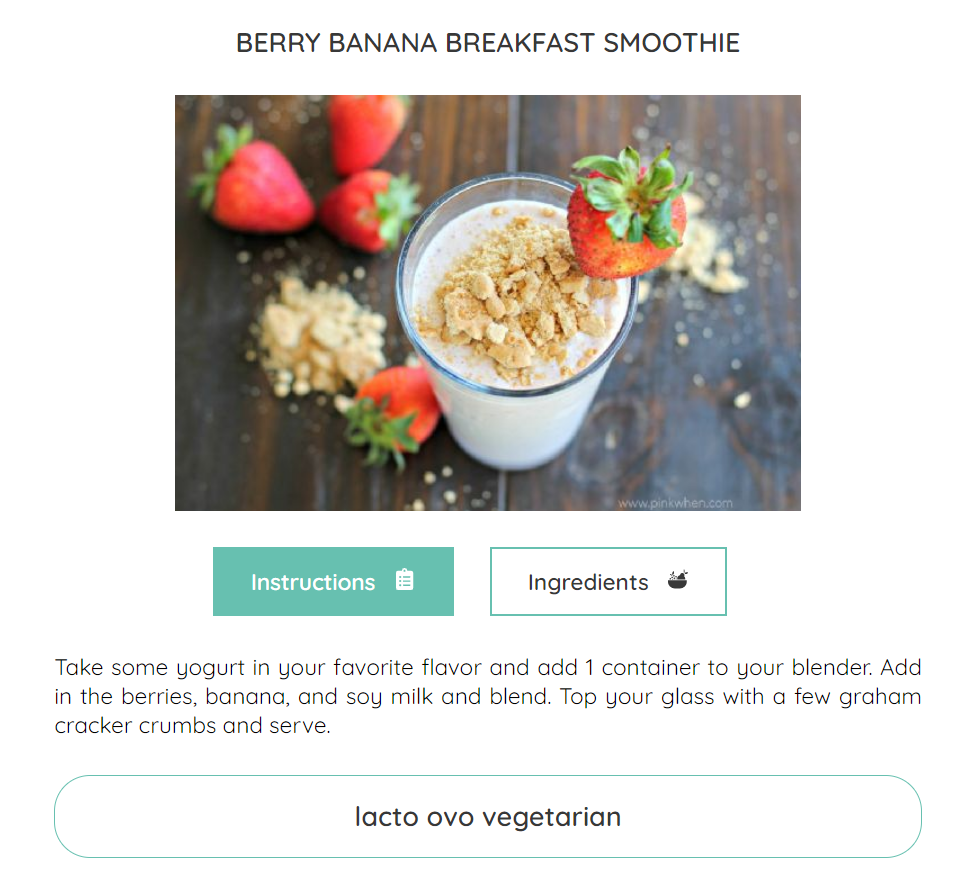 BERRY BANANA BREAKFAST SMOOTHIE
www.pinkwhen.com
Instructions
Ingredients
Take some yogurt in your favorite flavor and add 1 container to your blender. Add
in the berries, banana, and soy milk and blend. Top your glass with a few graham
cracker crumbs and serve.
lacto ovo vegetarian